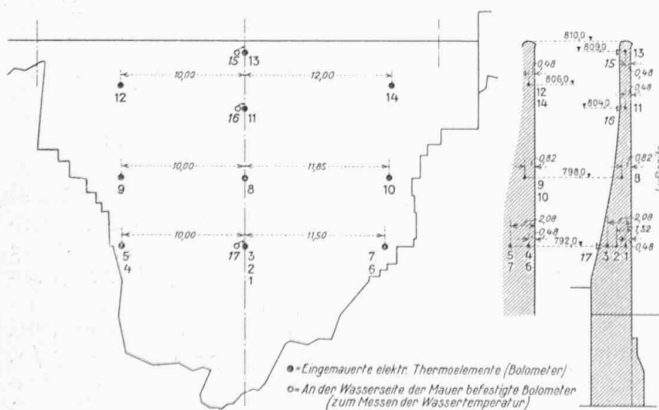 15 13
10,00 12,00
12 14
16 11
10,00 11,85
9 8 10
10,00 11,50
5 17 3 7
4 2 6
1
810,0
809,0 13
0,48 15 0,48
806,0
12 11
14 804,0
16 0,48
0,82 0,82
798,0 8
9
10
2,08 2,08
0,48 1,32
792,0
5 4 17 3 2 1 0,48
7 6
= Eingemauerte elektr. Thermoelemente (Bolometer)
= An der Wasserseite der Mauer befestigte Bolometer
(zum Messen der Wassertemperatur)